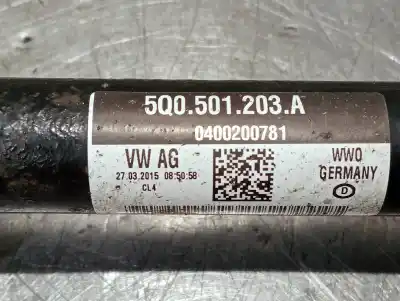 5Q0.501.203.A
0400200781
VW AG
27.03.2015 08:50:58
CL4
WWO
GERMANY
D